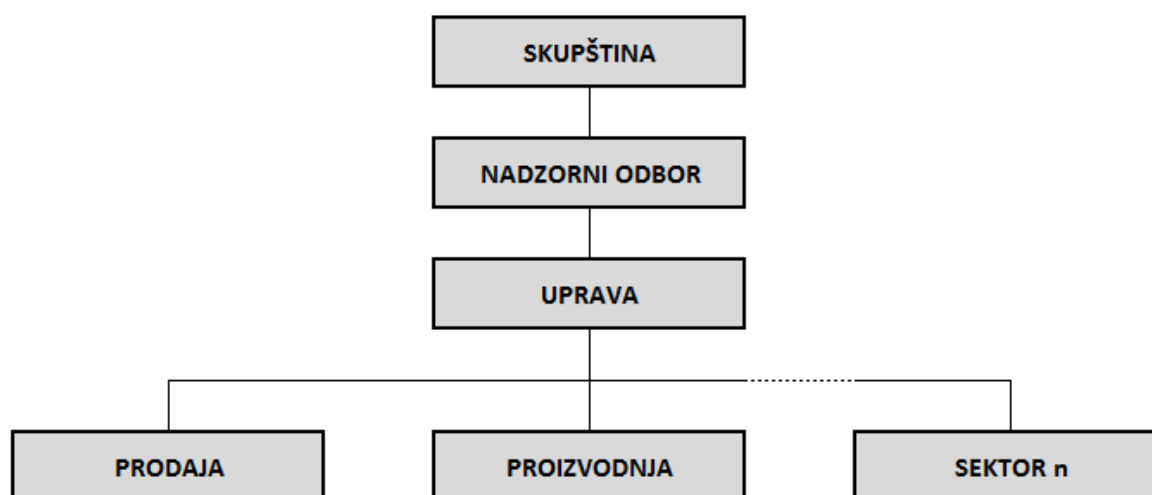 SKUPŠTINA
NADZORNI ODBOR
UPRAVA
PRODAJA
PROIZVODNJA
SEKTOR n